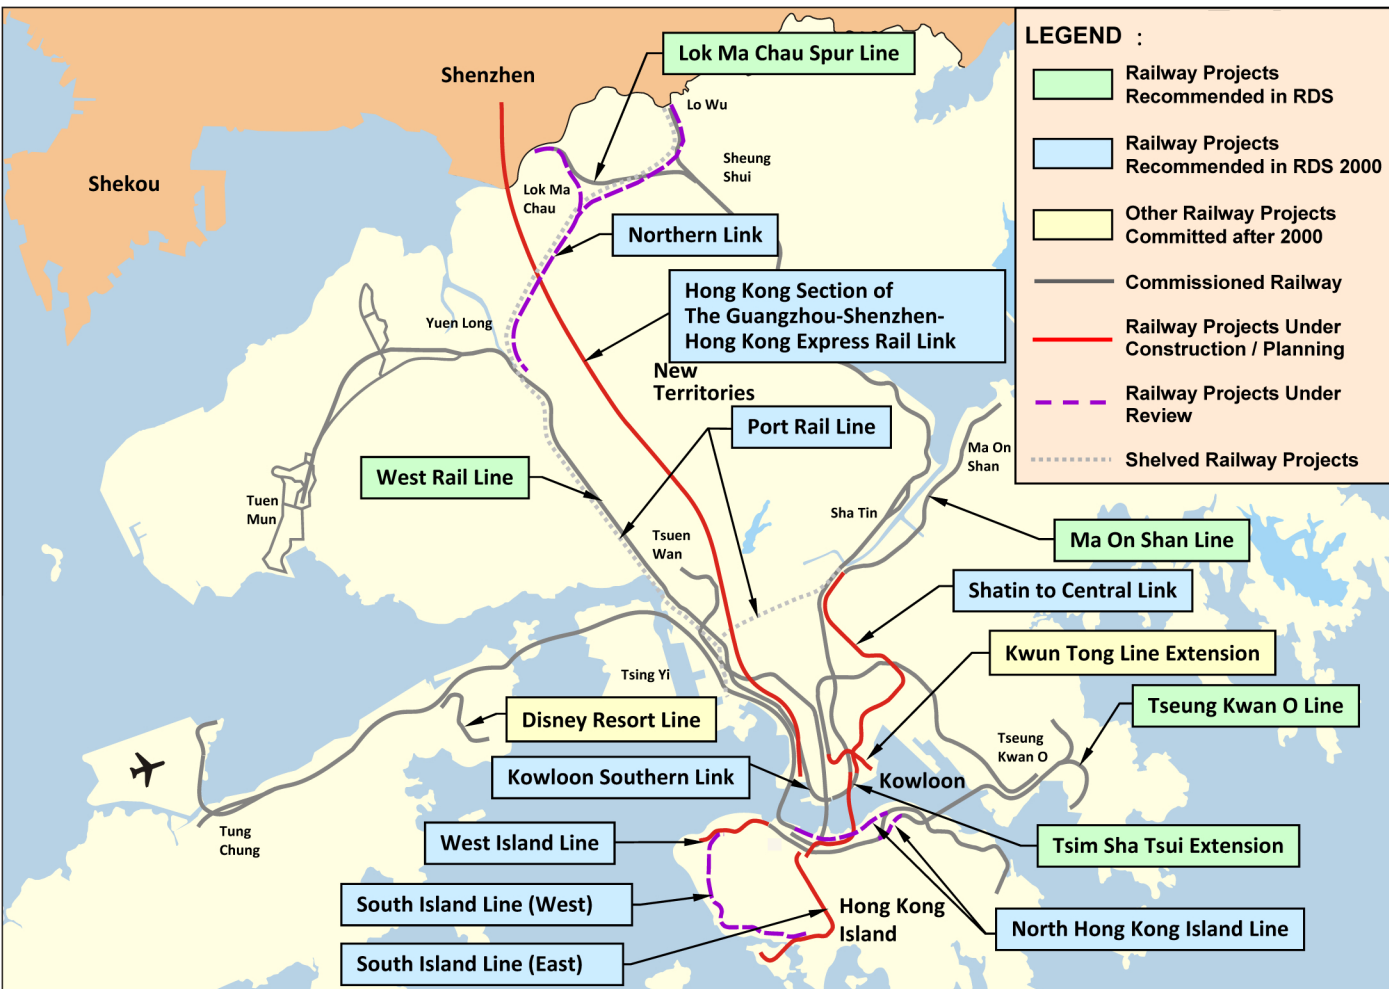 LEGEND :
Railway Projects
Recommended in RDS
Railway Projects
Recommended in RDS 2000
Other Railway Projects
Committed after 2000
Commissioned Railway
Railway Projects Under
Construction / Planning
Railway Projects Under
Review
Shelved Railway Projects
Lok Ma Chau Spur Line
Shenzhen
Lo Wu
Shekou
Sheung
Shui
Lok Ma
Chau
Northern Link
Hong Kong Section of
The Guangzhou-Shenzhen-
Hong Kong Express Rail Link
Yuen Long
New
Territories
Port Rail Line
Ma On
Shan
West Rail Line
Tuen
Mun
Sha Tin
Tsuen
Wan
Ma On Shan Line
Shatin to Central Link
Kwun Tong Line Extension
Tsing Yi
Tseung Kwan O Line
Disney Resort Line
Tseung
Kwan O
Kowloon Southern Link
Kowloon
Tung
Chung
West Island Line
Tsim Sha Tsui Extension
South Island Line (West)
Hong Kong
Island
North Hong Kong Island Line
South Island Line (East)